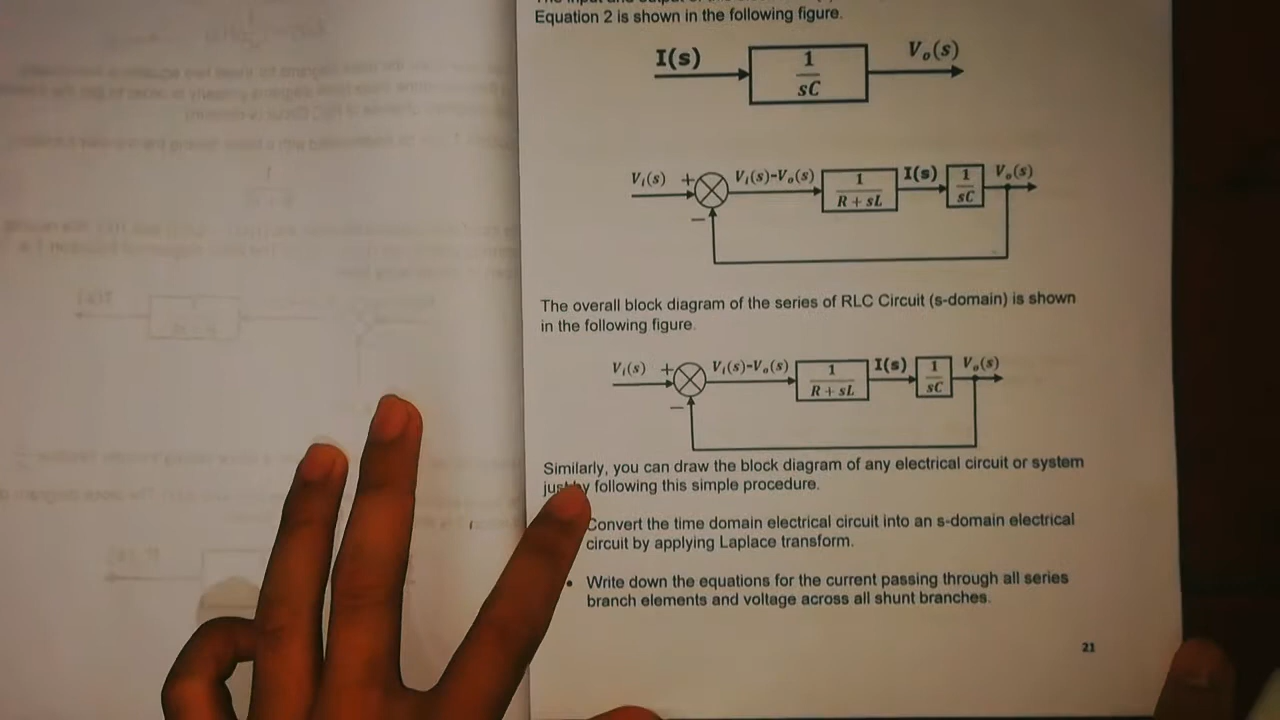 Equation 2 is shown in the following figure.
I(s) 1/sC Vₒ(s)
Vᵢ(s) + Vᵢ(s)-Vₒ(s) 1/R + sL I(s) 1/sC Vₒ(s)
−
The overall block diagram of the series of RLC Circuit (s-domain) is shown
in the following figure.
Vᵢ(s) + Vᵢ(s)-Vₒ(s) 1/R + sL I(s) 1/sC Vₒ(s)
−
Similarly, you can draw the block diagram of any electrical circuit or system
just by following this simple procedure.
Convert the time domain electrical circuit into an s-domain electrical
circuit by applying Laplace transform.
• Write down the equations for the current passing through all series
branch elements and voltage across all shunt branches.
21